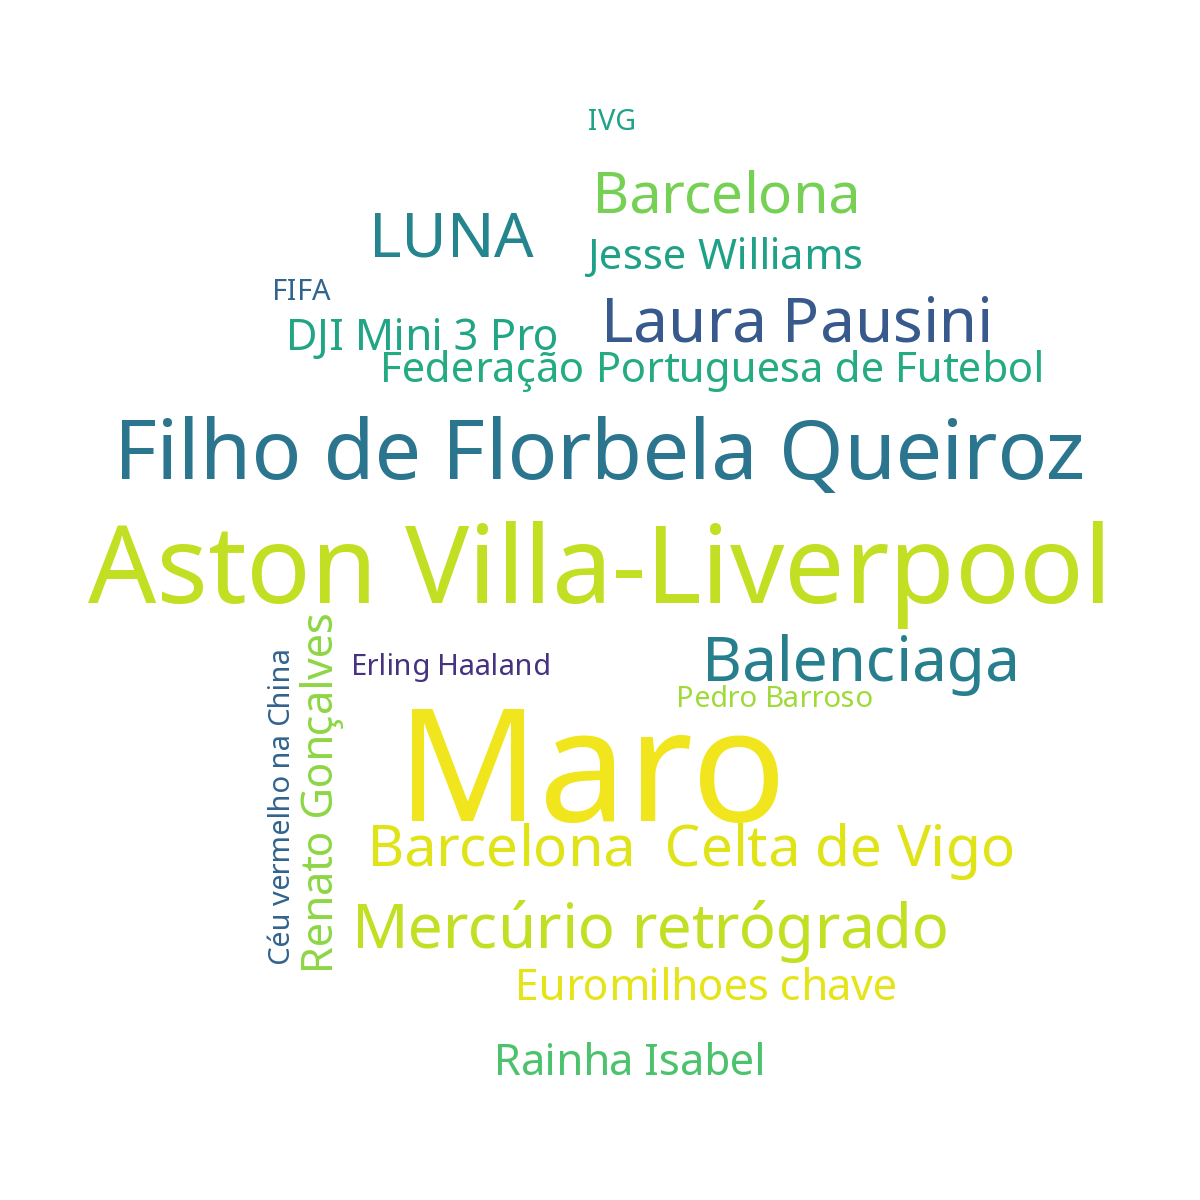 IVG
Barcelona
LUNA
Jesse Williams
FIFA
Laura Pausini
DJI Mini 3 Pro
Federação Portuguesa de Futebol
Filho de Florbela Queiroz
Aston Villa-Liverpool
Renato Gonçalves
Céu vermelho na China
Erling Haaland
Balenciaga
Pedro Barroso
Maro
Barcelona Celta de Vigo
Mercúrio retrógrado
Euromilhoes chave
Rainha Isabel